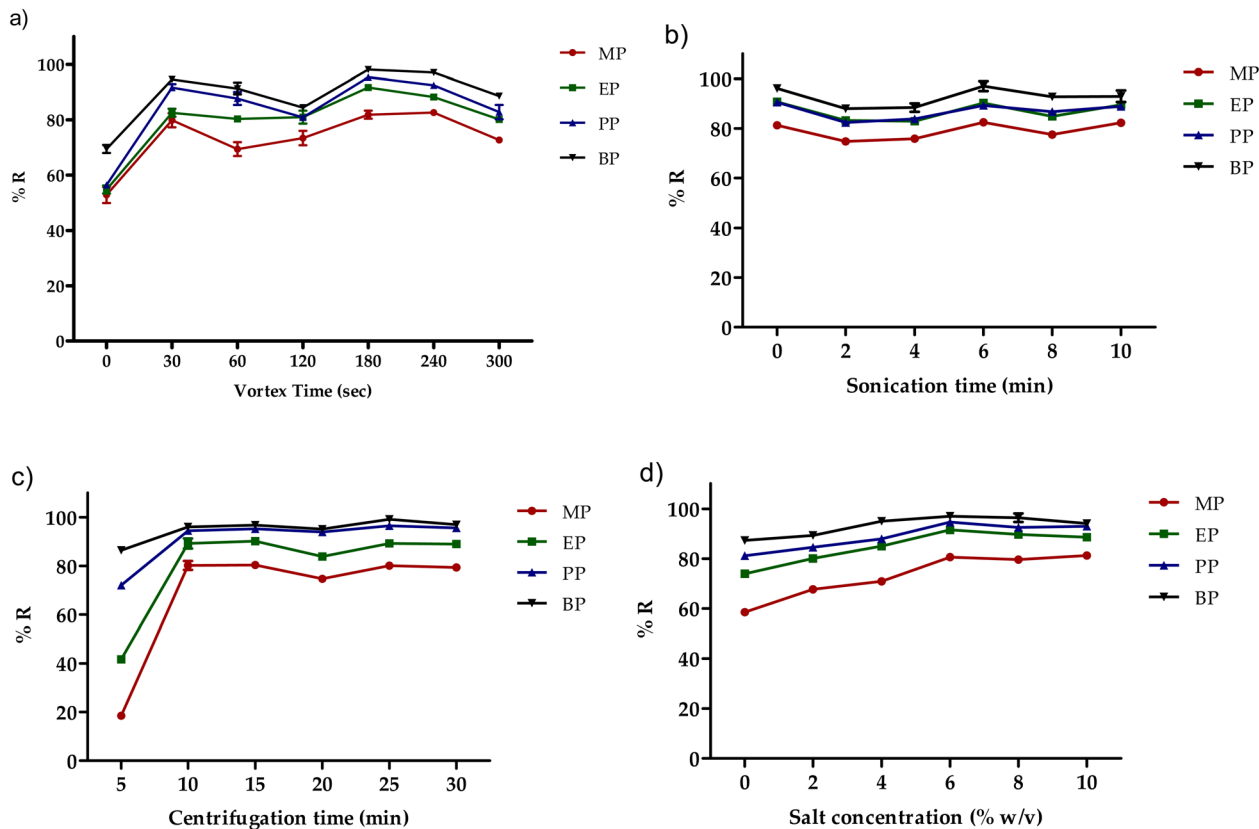 a)
% R
100
80
60
40
20
0
0 30 60 120 180 240 300
Vortex Time (sec)
MP
EP
PP
BP
b)
% R
100
80
60
40
20
0
0 2 4 6 8 10
Sonication time (min)
MP
EP
PP
BP
c)
% R
100
80
60
40
20
0
5 10 15 20 25 30
Centrifugation time (min)
MP
EP
PP
BP
d)
% R
100
80
60
40
20
0
0 2 4 6 8 10
Salt concentration (% w/v)
MP
EP
PP
BP